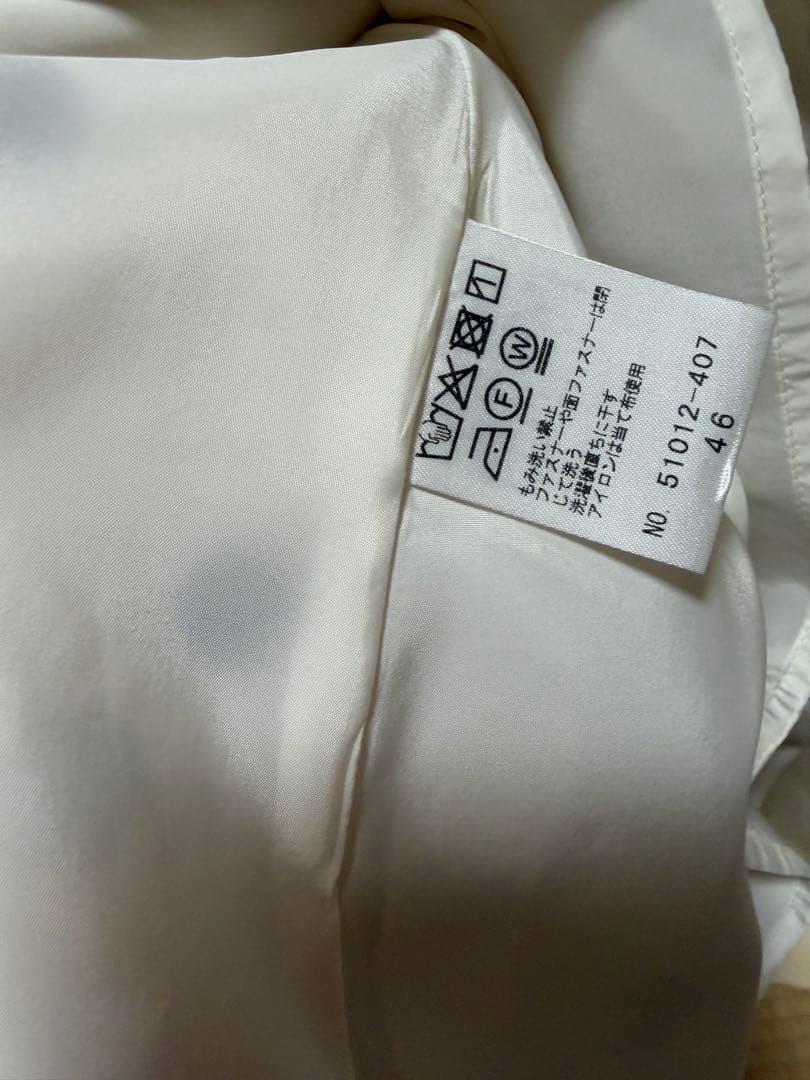 F W
もみ洗い禁止
ファスナーや面ファスナーは閉
じて洗う
洗濯後直ちに干す
アイロンは当て布使用
NO. 51012-407
46